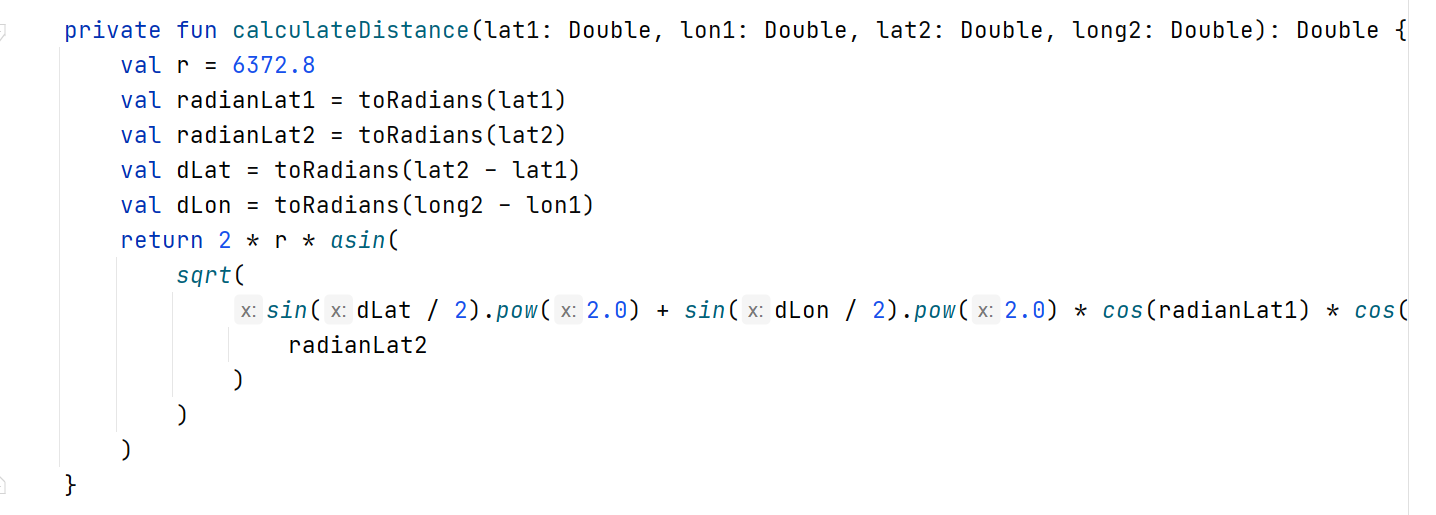 private fun calculateDistance(lat1: Double, lon1: Double, lat2: Double, long2: Double): Double {
    val r = 6372.8
    val radianLat1 = toRadians(lat1)
    val radianLat2 = toRadians(lat2)
    val dLat = toRadians(lat2 - lat1)
    val dLon = toRadians(long2 - lon1)
    return 2 * r * asin(
        sqrt(
            x: sin( x: dLat / 2).pow( x: 2.0) + sin( x: dLon / 2).pow( x: 2.0) * cos(radianLat1) * cos(
                radianLat2
            )
        )
    )
}